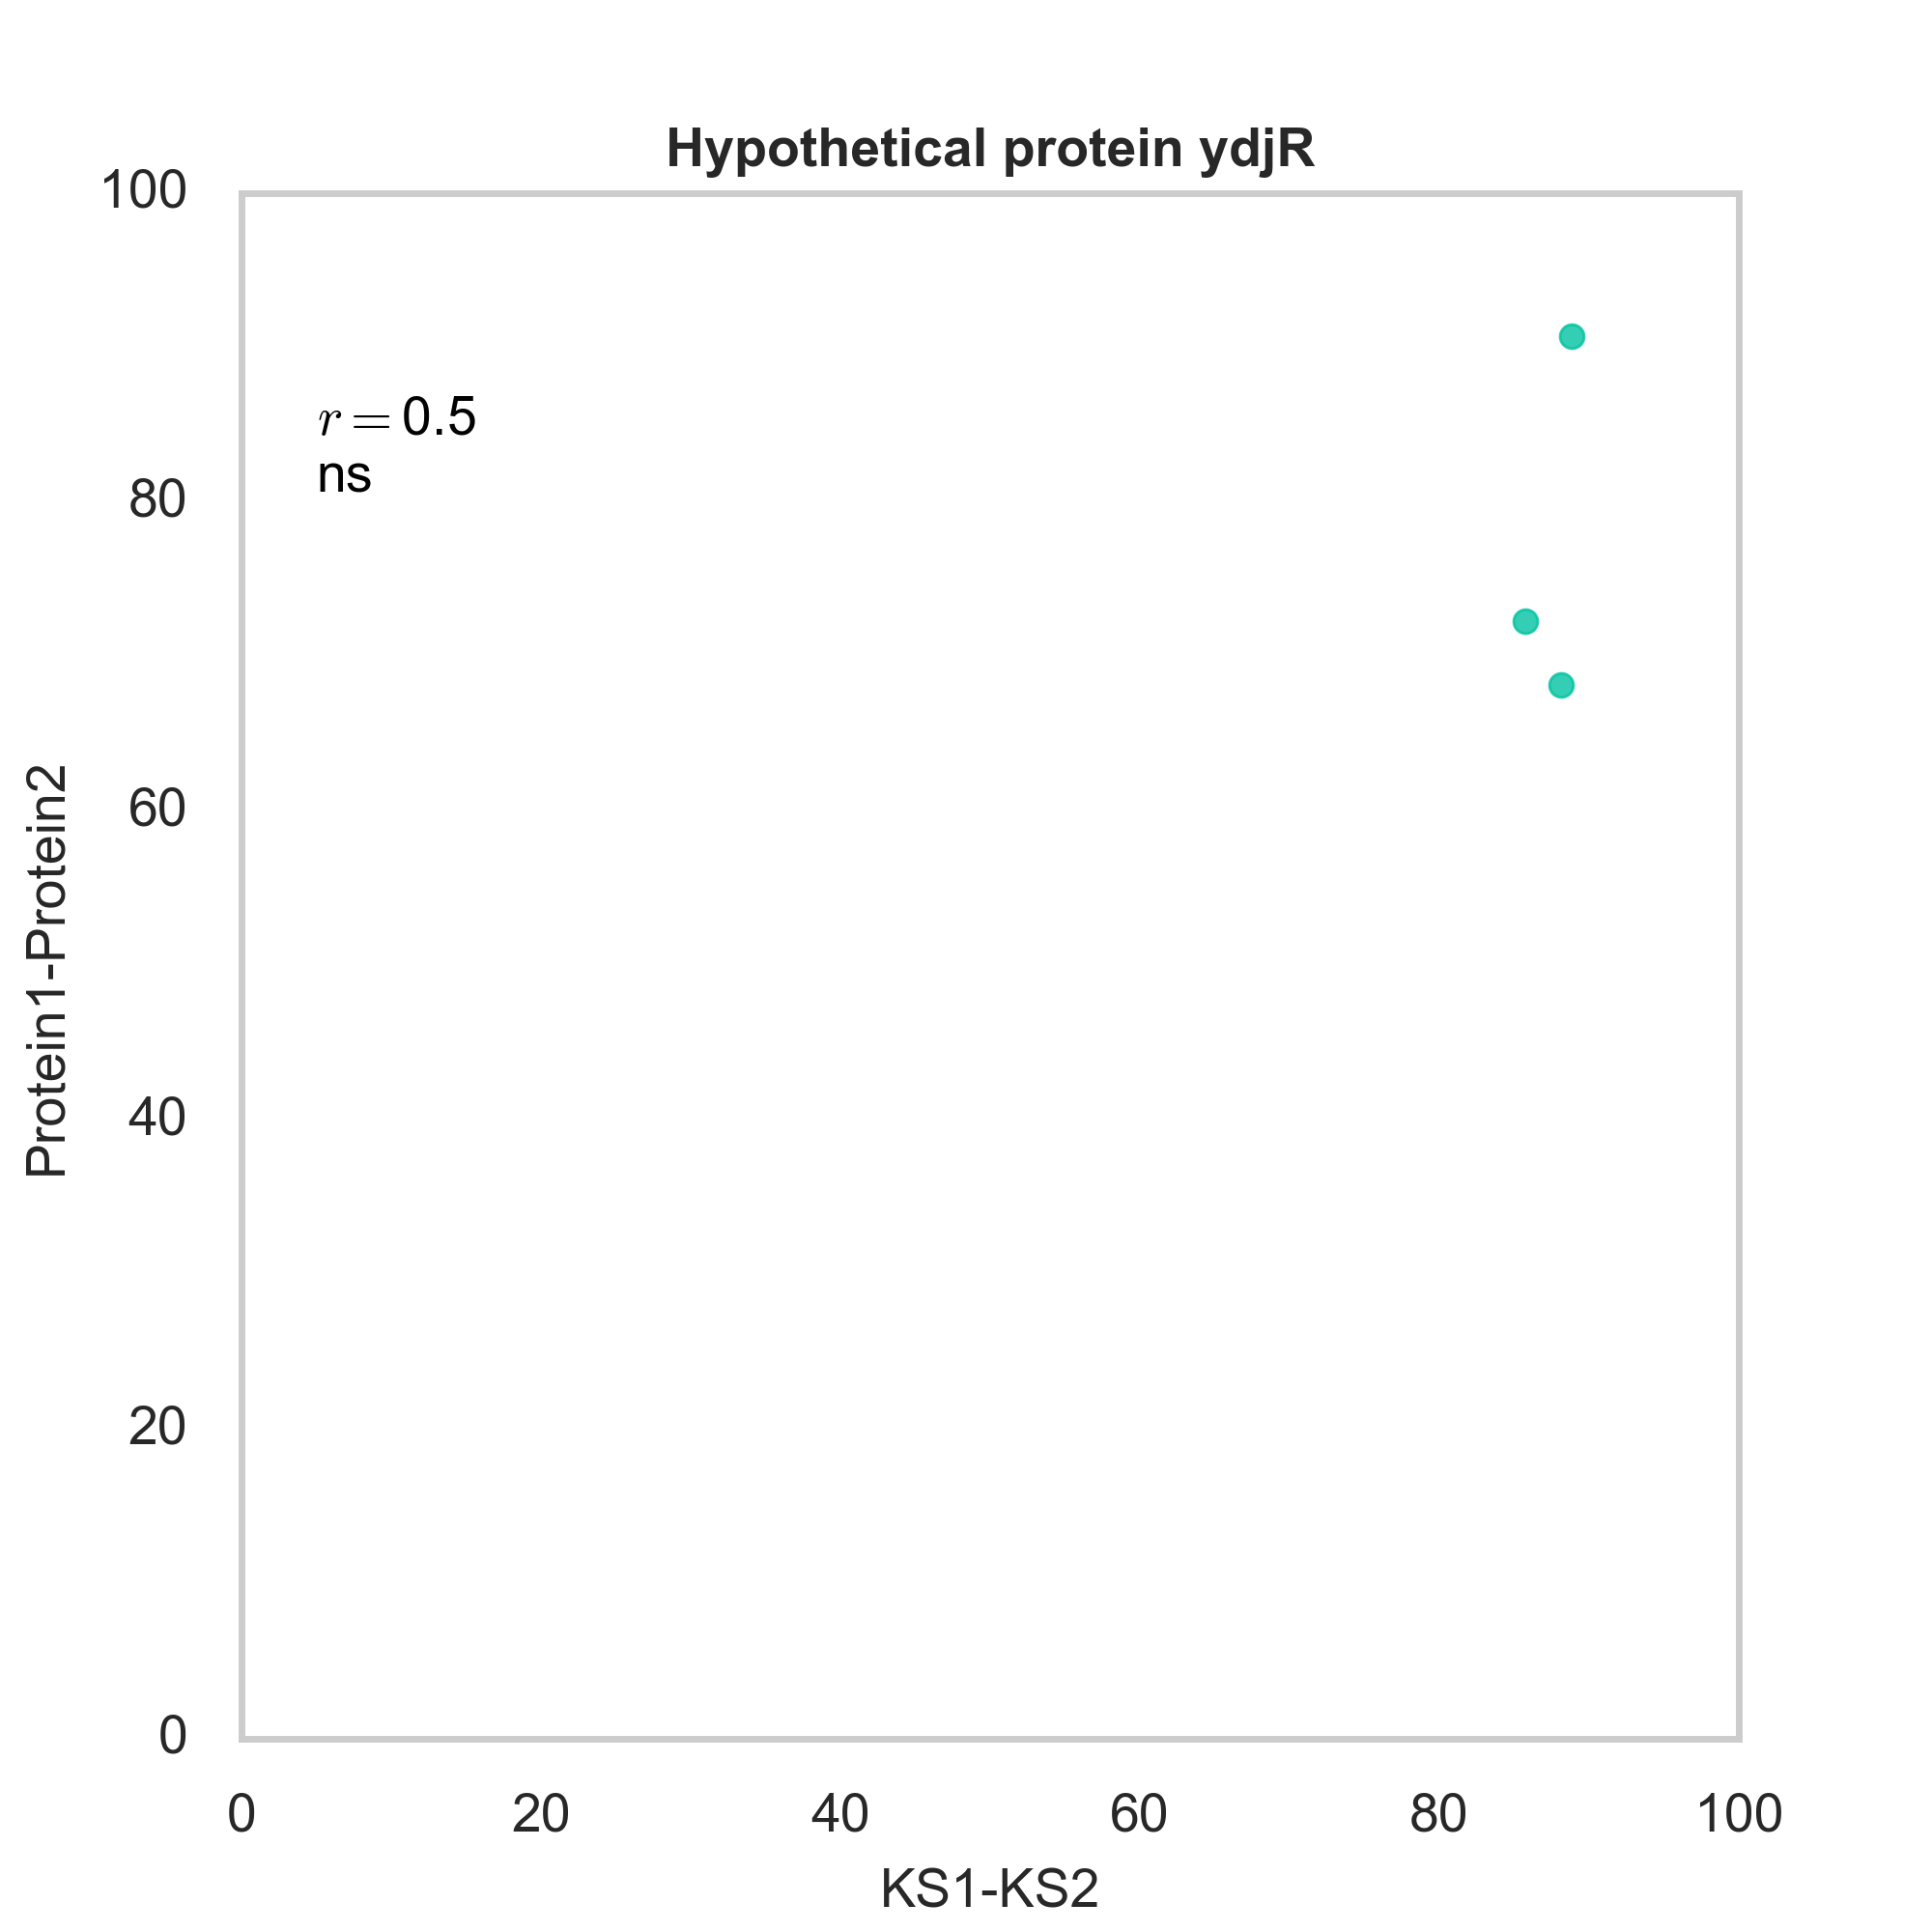 Hypothetical protein ydjR
100
80
60
40
20
0
r = 0.5
ns
Protein1-Protein2
0 20 40 60 80 100
KS1-KS2